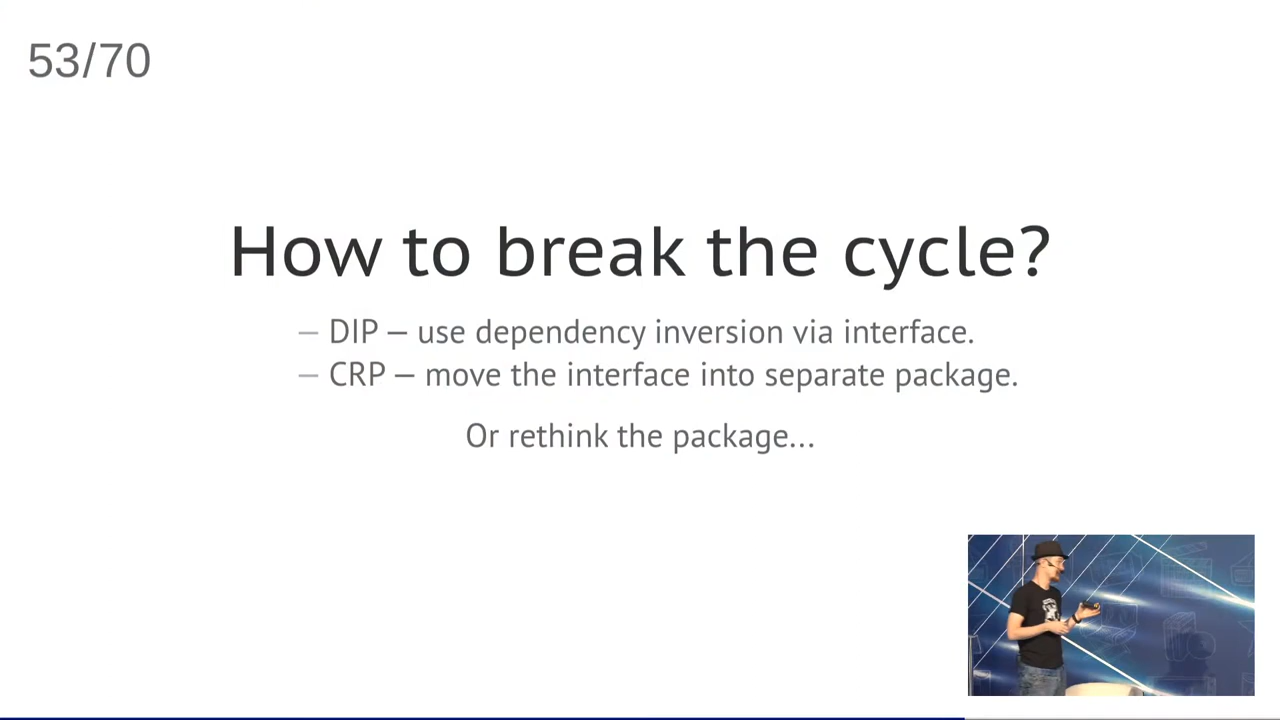 53/70
How to break the cycle?
— DIP — use dependency inversion via interface.
— CRP — move the interface into separate package.
Or rethink the package...